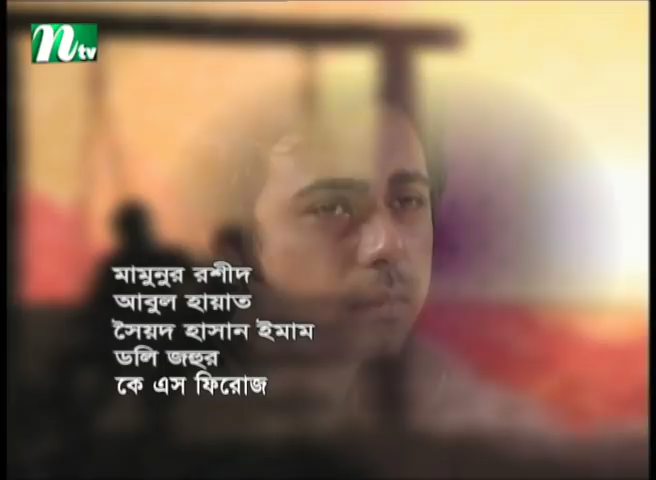 ntv
মামুনুর রশীদ
আবুল হায়াত
সৈয়দ হাসান ইমাম
ডলি জহুর
কে এস ফিরোজ